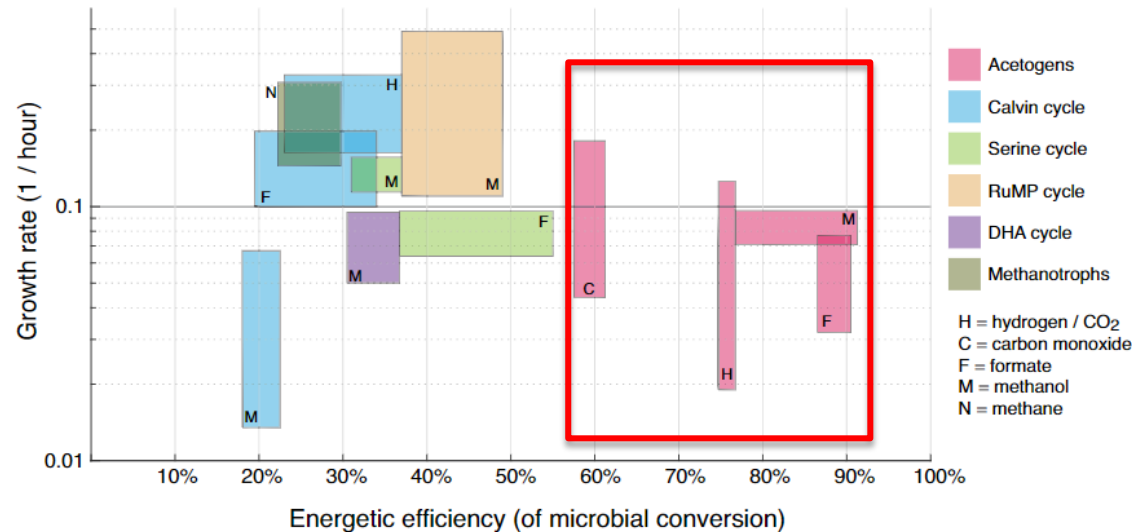 Growth rate (1 / hour)
0.1
0.01
N
H
F
M
M
M
F
M
M
C
H
M
F
10%
20%
30%
40%
50%
60%
70%
80%
90%
100%
Energetic efficiency (of microbial conversion)
Acetogens
Calvin cycle
Serine cycle
RuMP cycle
DHA cycle
Methanotrophs
H = hydrogen / CO₂
C = carbon monoxide
F = formate
M = methanol
N = methane